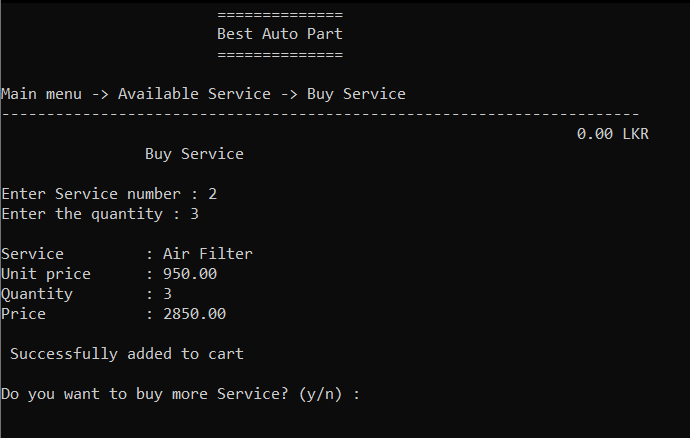 ==============
Best Auto Part
==============
Main menu -> Available Service -> Buy Service
-----------------------------------------------------------------------
0.00 LKR
Buy Service
Enter Service number : 2
Enter the quantity : 3
Service : Air Filter
Unit price : 950.00
Quantity : 3
Price : 2850.00
Successfully added to cart
Do you want to buy more Service? (y/n) :